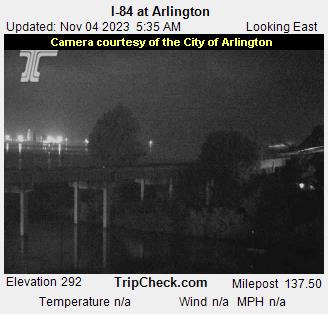 I-84 at Arlington
Updated: Nov 04 2023 5:35 AM Looking East
Camera courtesy of the City of Arlington
Elevation 292 TripCheck.com Milepost 137.50
Temperature n/a Wind n/a MPH n/a